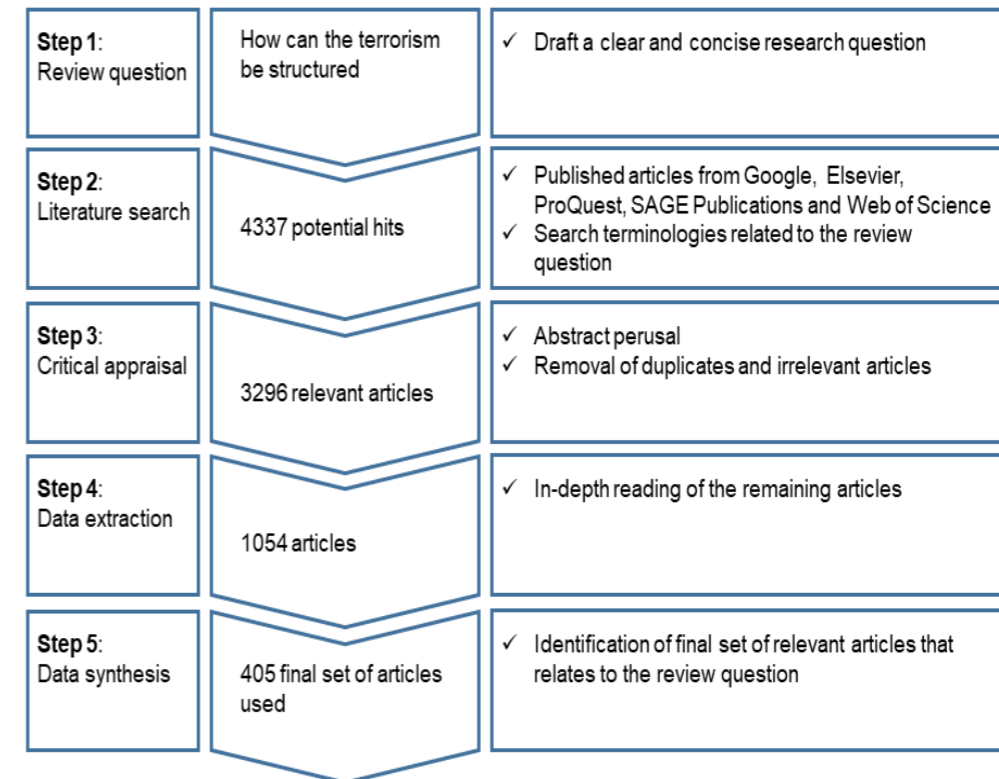 Step 1:
Review question
How can the terrorism
be structured
✓ Draft a clear and concise research question
Step 2:
Literature search
4337 potential hits
✓ Published articles from Google, Elsevier,
ProQuest, SAGE Publications and Web of Science
✓ Search terminologies related to the review
question
Step 3:
Critical appraisal
3296 relevant articles
✓ Abstract perusal
✓ Removal of duplicates and irrelevant articles
Step 4:
Data extraction
1054 articles
✓ In-depth reading of the remaining articles
Step 5:
Data synthesis
405 final set of articles
used
✓ Identification of final set of relevant articles that
relates to the review question